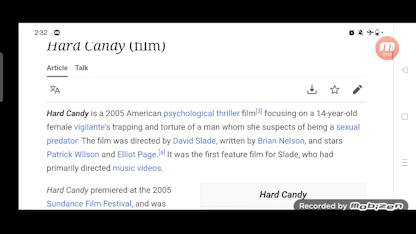 2:32
Hard Candy (film)
Article Talk
Hard Candy is a 2005 American psychological thriller film[3] focusing on a 14-year-old
female vigilante's trapping and torture of a man whom she suspects of being a sexual
predator. The film was directed by David Slade, written by Brian Nelson, and stars
Patrick Wilson and Elliot Page.[a] It was the first feature film for Slade, who had
primarily directed music videos.
Hard Candy premiered at the 2005
Hard Candy
Sundance Film Festival, and was
Recorded by Mobizen